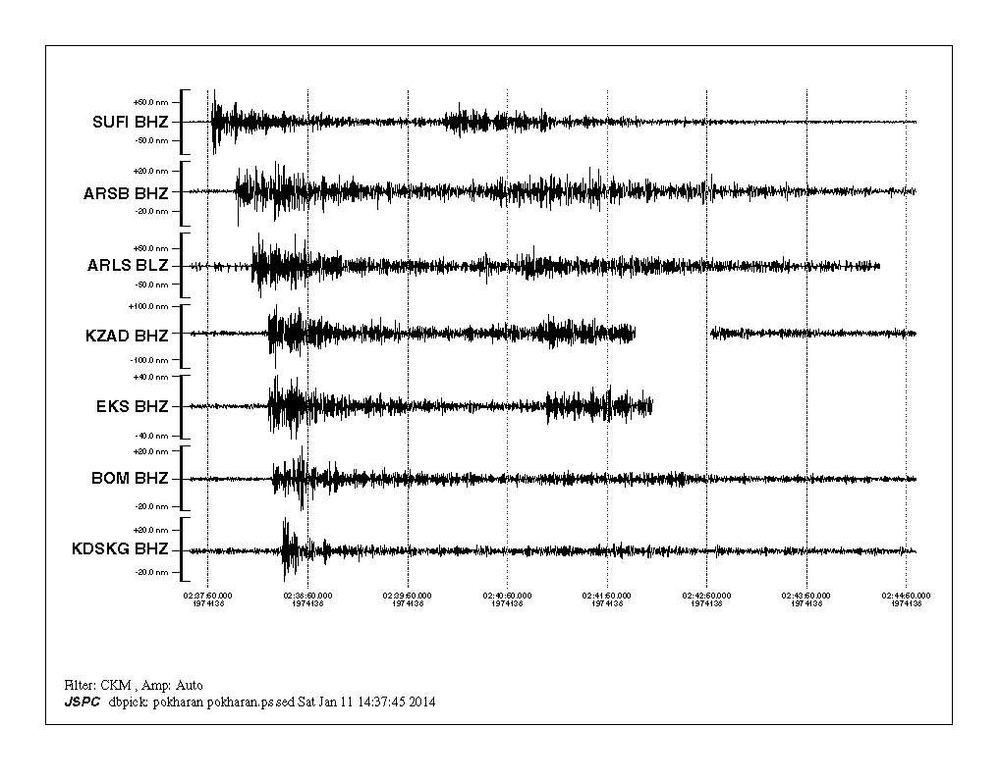 +50.0 nm
SUFI BHZ
-50.0 nm
+20.0 nm
ARSB BHZ
-20.0 nm
+50.0 nm
ARLS BLZ
-50.0 nm
+100.0 nm
KZAD BHZ
-100.0 nm
+40.0 nm
EKS BHZ
-40.0 nm
+20.0 nm
BOM BHZ
-20.0 nm
+20.0 nm
KDSKG BHZ
-20.0 nm
02:37:50.000 02:38:50.000 02:39:50.000 02:40:50.000 02:41:50.000 02:42:50.000 02:43:50.000 02:44:50.000
1974138 1974138 1974138 1974138 1974138 1974138 1974138 1974138
Filter: CKM , Amp: Auto
JSPC dbpick: pokharan pokharan.ps.sed Sat Jan 11 14:37:45 2014